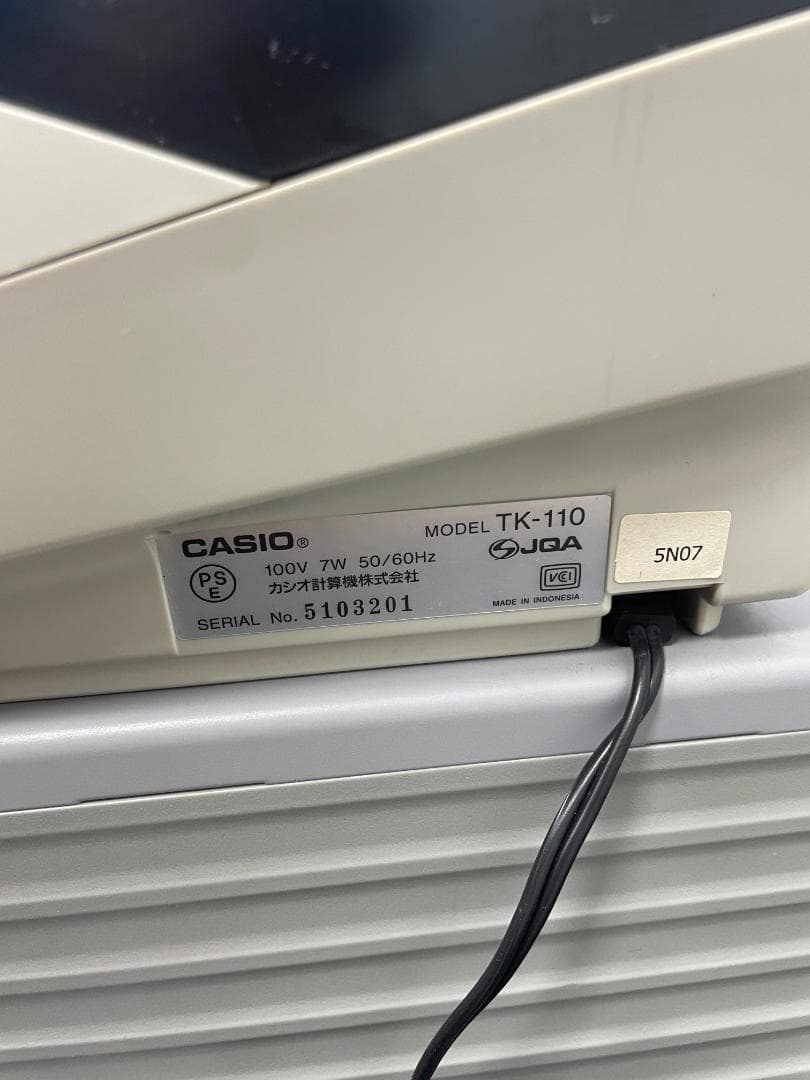 CASIO® MODEL TK-110
100V 7W 50/60Hz JQA
PS
E
カシオ計算機株式会社
VCI
SERIAL No. 5103201 MADE IN INDONESIA
5N07